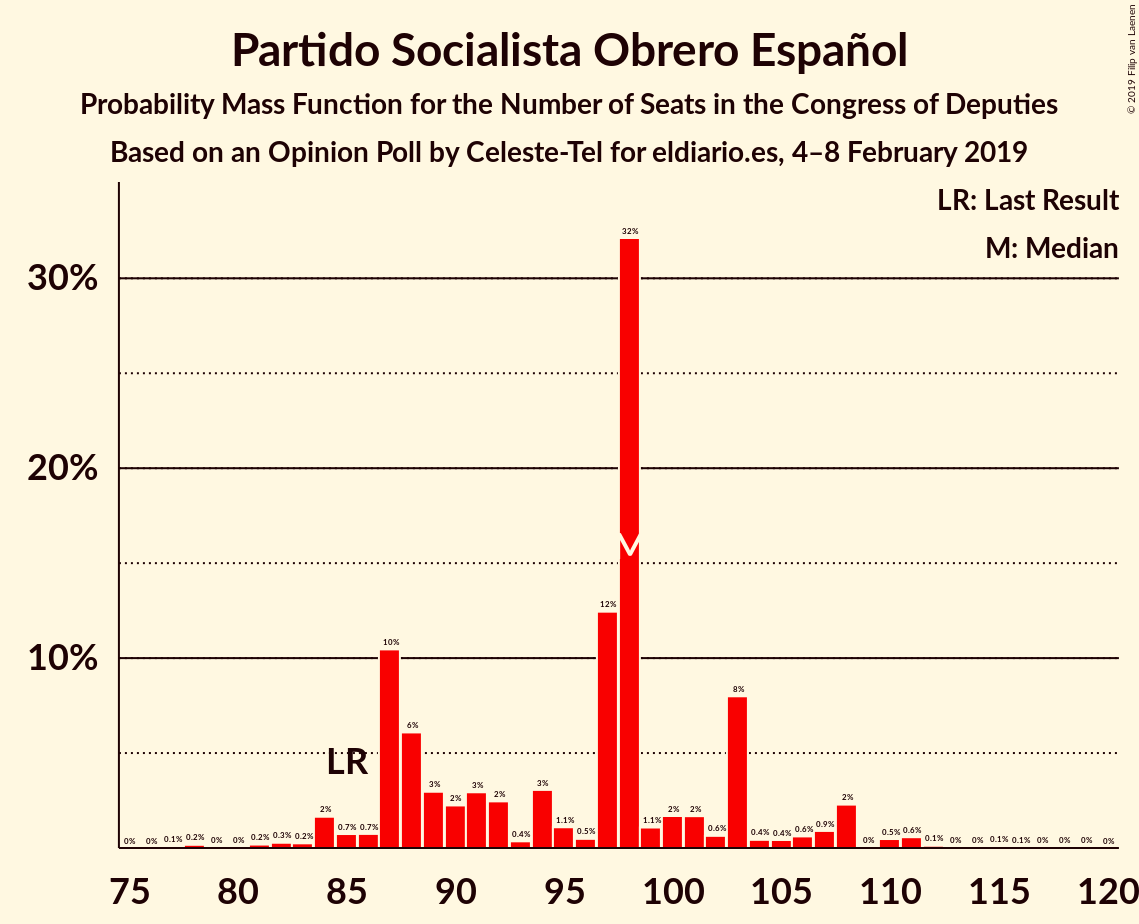 Partido Socialista Obrero Español
Probability Mass Function for the Number of Seats in the Congress of Deputies
Based on an Opinion Poll by Celeste-Tel for eldiario.es, 4–8 February 2019
© 2019 Filip van Laenen
LR: Last Result
M: Median
30%
20%
10%
LR
M
0% 0% 0.1% 0.2% 0% 0% 0.2% 0.3% 0.2% 2% 0.7% 0.7% 10% 6% 3% 2% 3% 2% 0.4% 3% 1.1% 0.5% 12% 32% 1.1% 2% 2% 0.6% 8% 0.4% 0.4% 0.6% 0.9% 2% 0% 0.5% 0.6% 0.1% 0% 0% 0.1% 0.1% 0% 0% 0% 0%
75 80 85 90 95 100 105 110 115 120